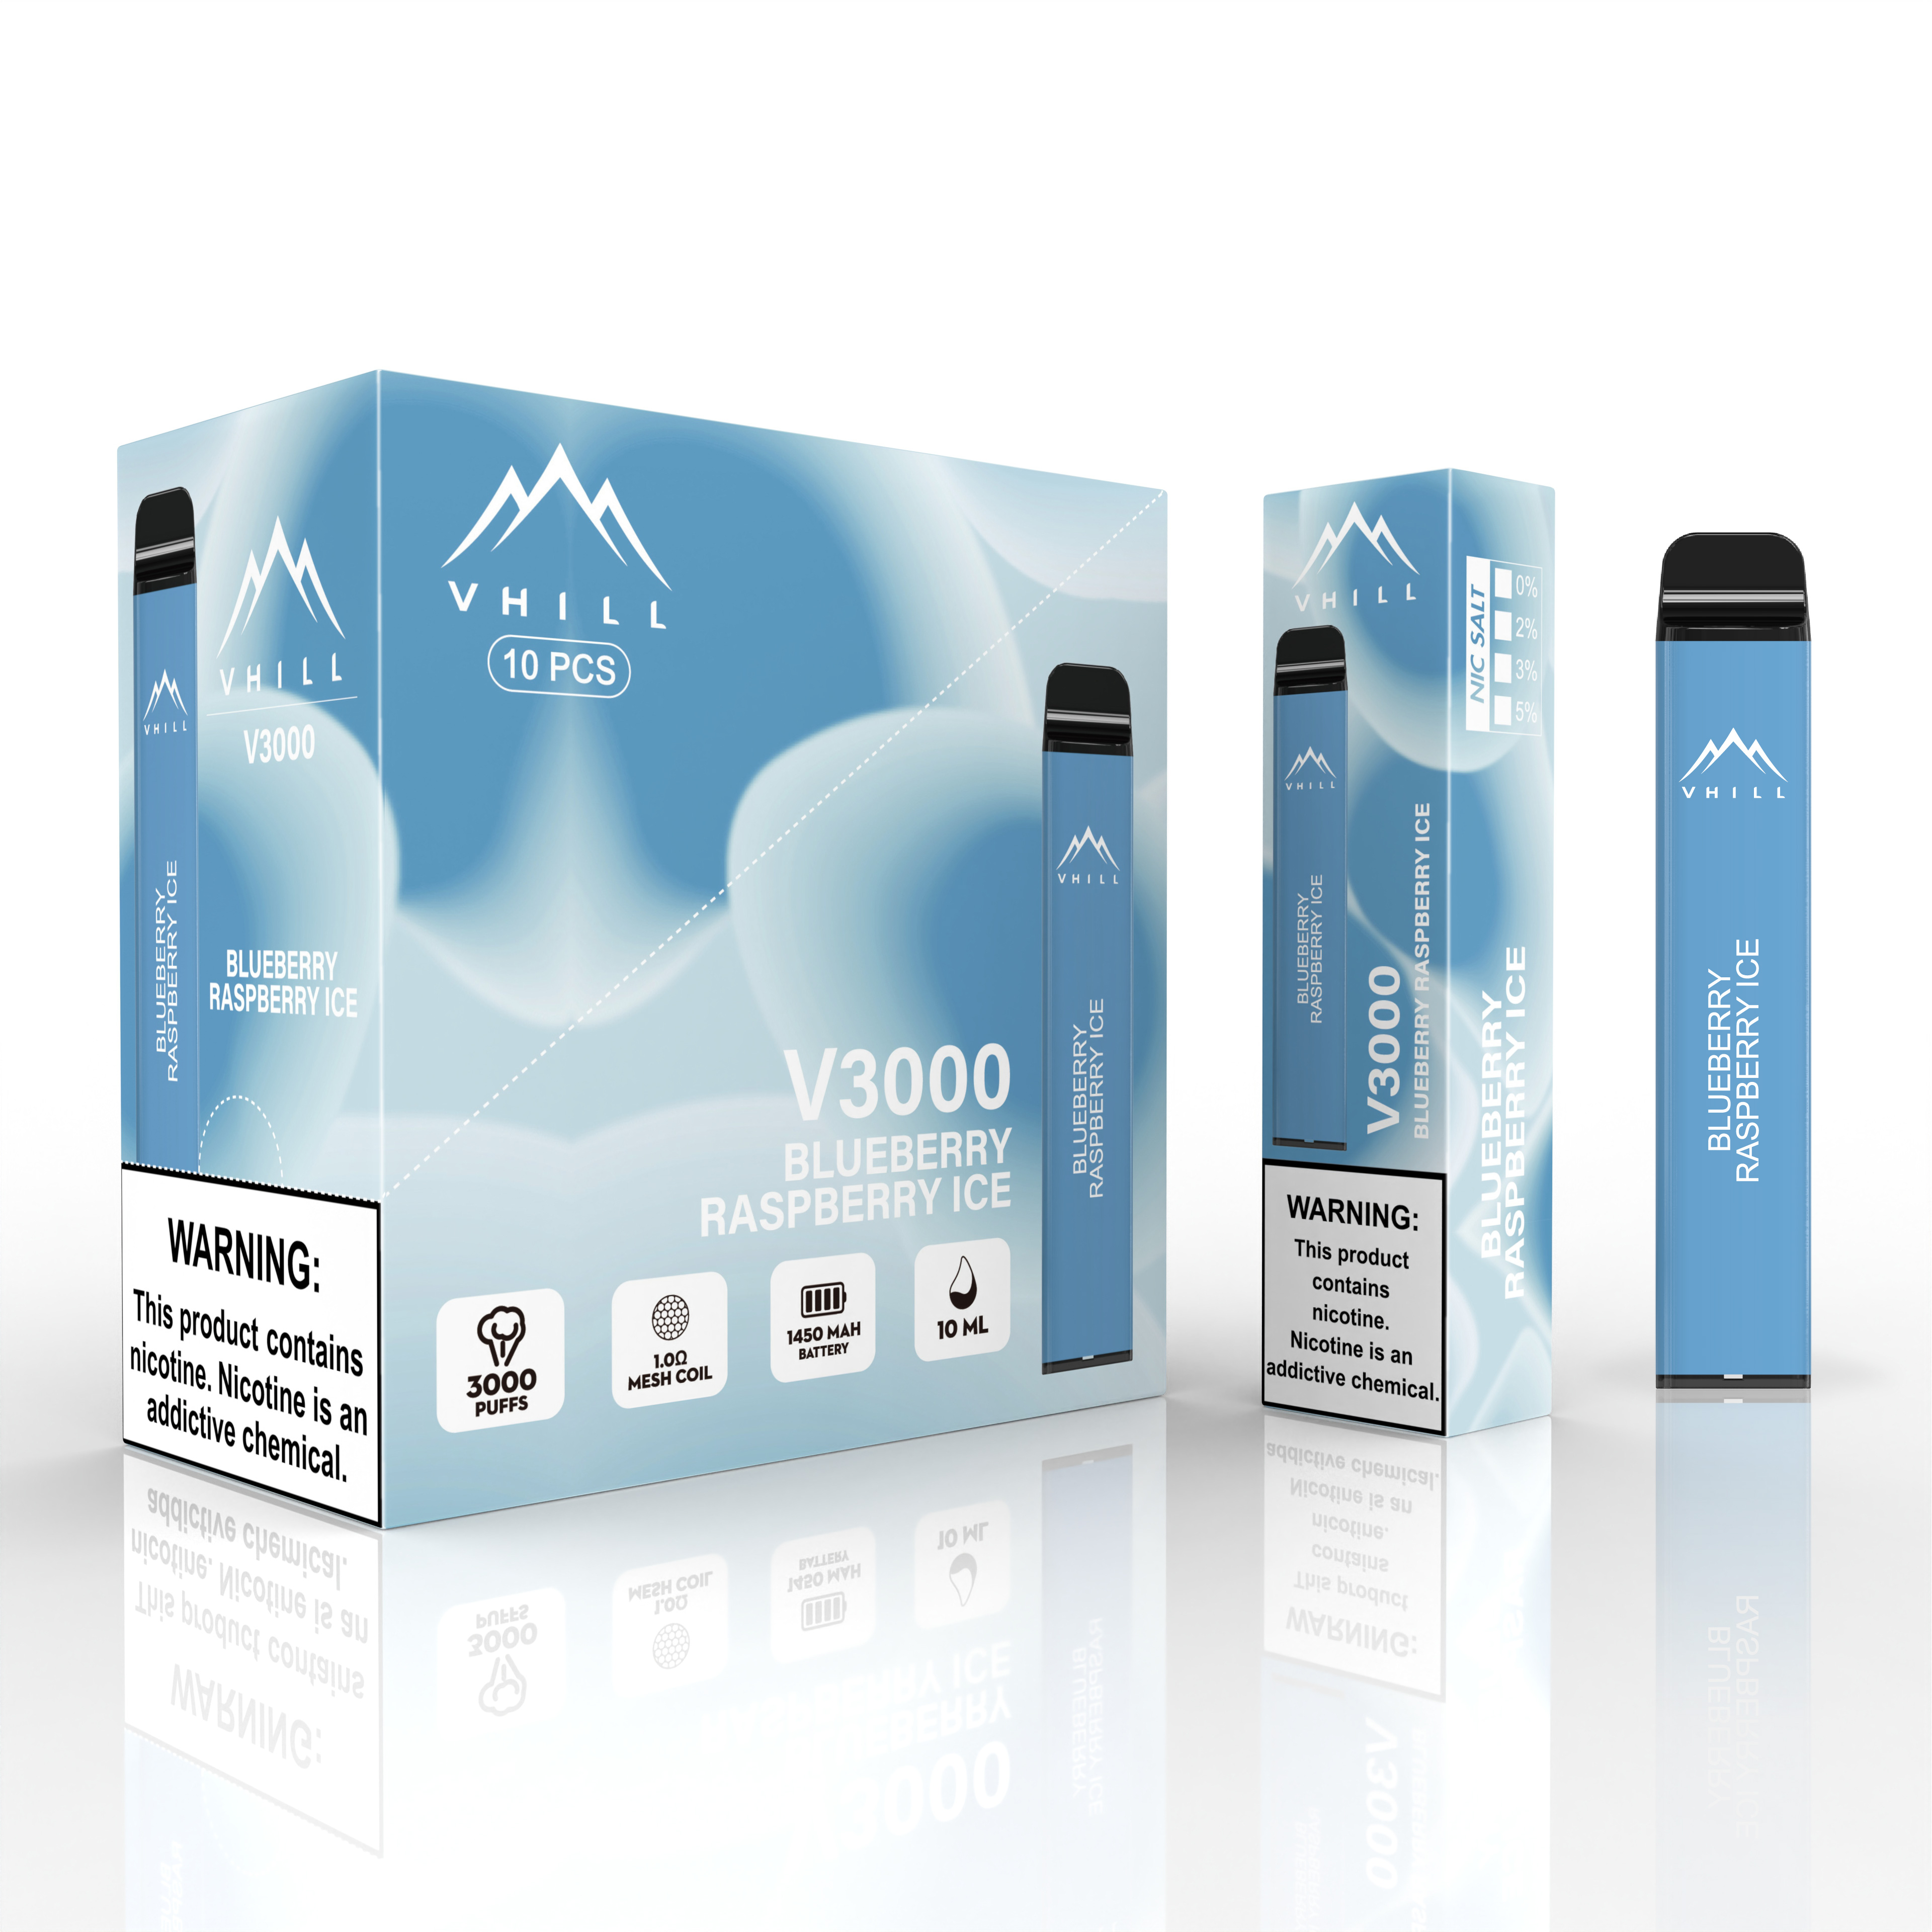 VHILL
BLUEBERRY
RASPBERRY ICE
VHILL
V3000
BLUEBERRY
RASPBERRY ICE
WARNING:
This product contains
nicotine. Nicotine is an
addictive chemical.
VHILL
10 PCS
V3000
BLUEBERRY
RASPBERRY ICE
3000
PUFFS
1.0Ω
MESH COIL
1450 MAH
BATTERY
10 ML
VHILL
BLUEBERRY
RASPBERRY ICE
VHILL
VHILL
BLUEBERRY
RASPBERRY ICE
V3000
BLUEBERRY RASPBERRY ICE
WARNING:
This product
contains
nicotine.
Nicotine is an
addictive chemical.
NIC SALT
0%
2%
3%
5%
BLUEBERRY
RASPBERRY ICE
VHILL
BLUEBERRY
RASPBERRY ICE